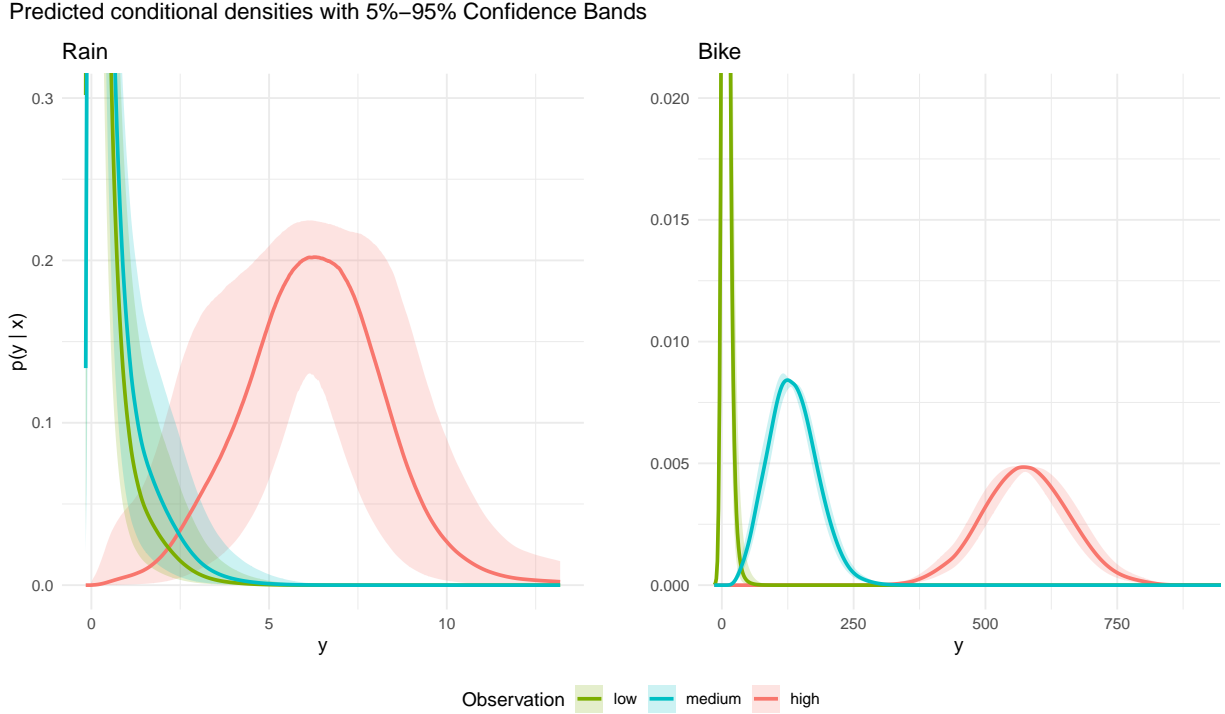 Predicted conditional densities with 5%−95% Confidence Bands
Rain
Bike
p(y | x)
0.3
0.2
0.1
0.0
0
5
10
y
0.020
0.015
0.010
0.005
0.000
0
250
500
750
y
Observation low medium high